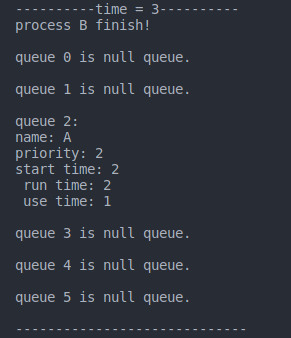 ----------time = 3----------
process B finish!
queue 0 is null queue.
queue 1 is null queue.
queue 2:
name: A
priority: 2
start time: 2
run time: 2
use time: 1
queue 3 is null queue.
queue 4 is null queue.
queue 5 is null queue.
-----------------------------